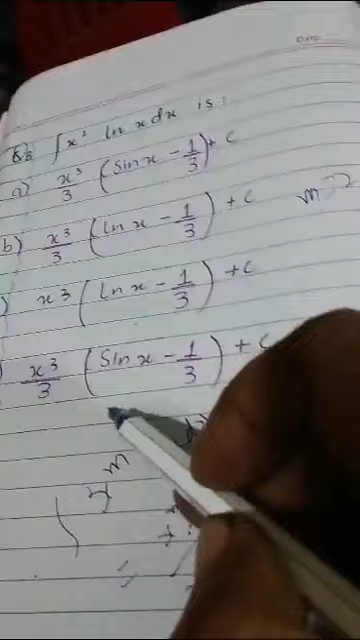 ∫ x² ln x dx is :
a) x³/3 (Sin x - 1/3) + c
b) x³/3 (ln x - 1/3) + c
) x³ (ln x - 1/3) + c
) x³/3 (Sin x - 1/3) + c